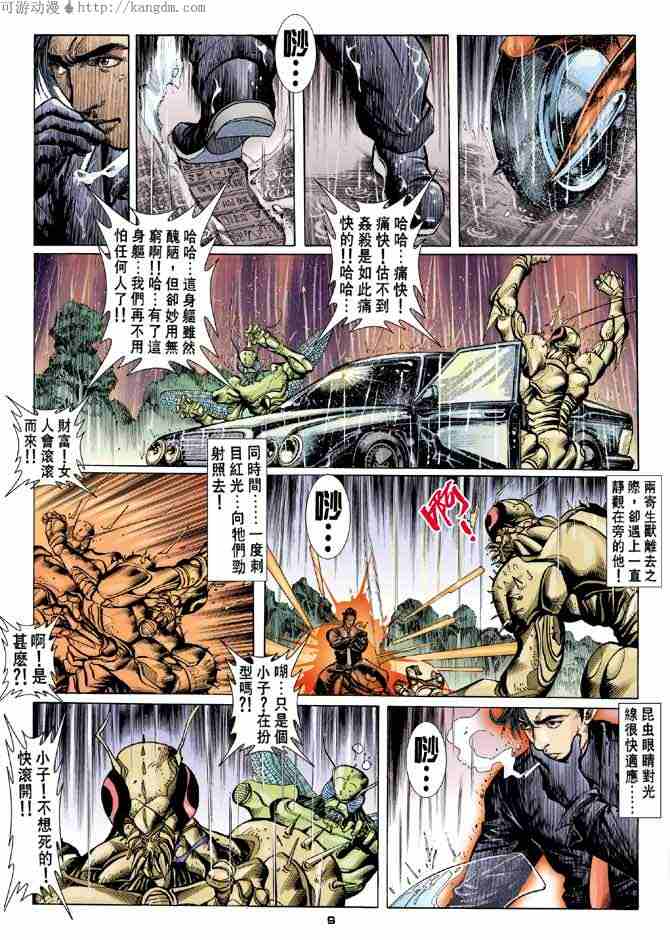 可游动漫 http://kangdm.com
唦…
哈哈…痛快！
痛快！估不到
姦殺是如此痛
快的！！哈哈…
哈哈…這身軀雖然
醜陋，但卻妙用無
窮啊！！哈…有了這
身軀…我們再不用
怕任何人了！！
財富！女
人會滾滾
而來！！
兩寄生獸離去之
際，卻遇上一直
靜觀在旁的他！
啊！
唦…
同時間……一度刺
目紅光…向牠們勁
射照去！
啊！是
甚麽？！
昆虫眼睛對光
線很快適應……
唦…
㗅…只是個
小子？在扮
型嗎？！
小子！不想死的！
快滾開！！
9